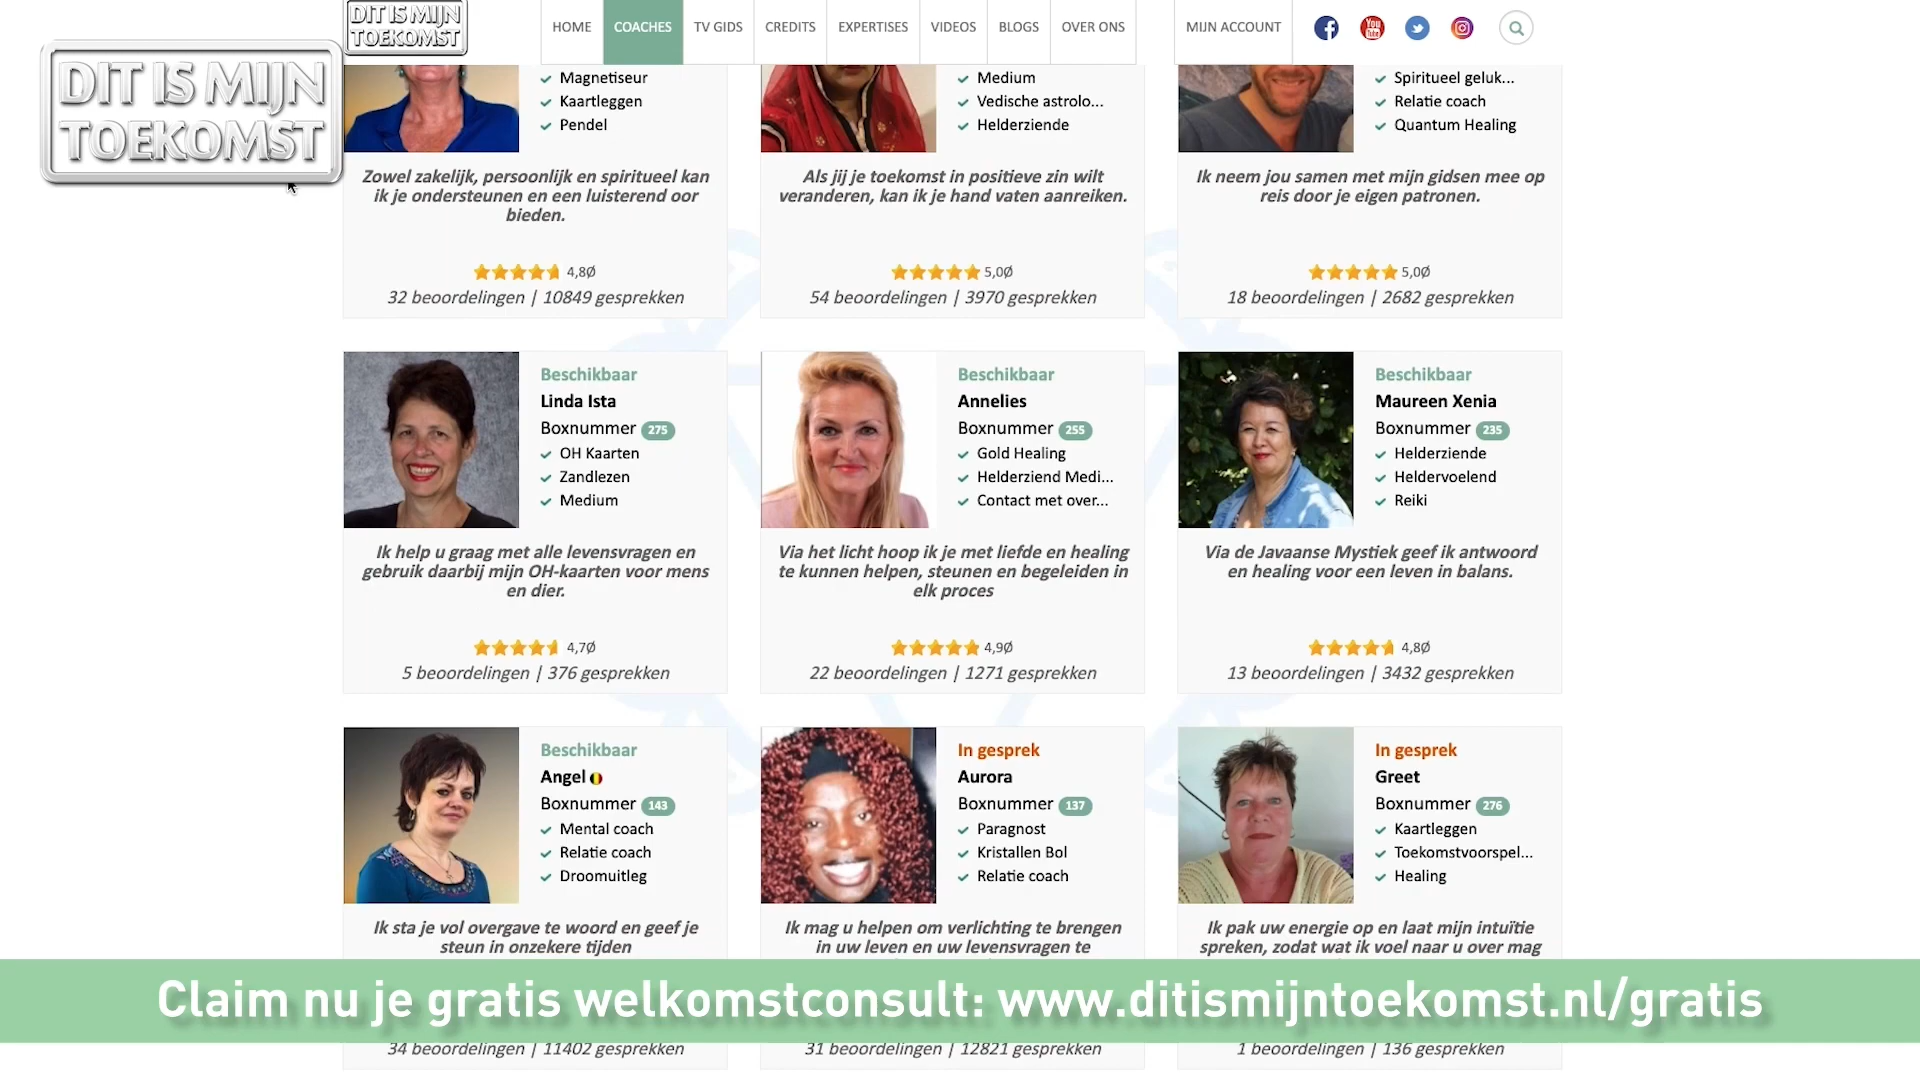 DIT IS MIJN
TOEKOMST
DIT IS MIJN
TOEKOMST
HOME
COACHES
TV GIDS
CREDITS
EXPERTISES
VIDEOS
BLOGS
OVER ONS
MIJN ACCOUNT
Magnetiseur
Kaartleggen
Pendel
Zowel zakelijk, persoonlijk en spiritueel kan
ik je ondersteunen en een luisterend oor
bieden.
4,8Ø
32 beoordelingen | 10849 gesprekken
Medium
Vedische astrolo...
Helderziende
Als jij je toekomst in positieve zin wilt
veranderen, kan ik je hand vaten aanreiken.
5,0Ø
54 beoordelingen | 3970 gesprekken
Spiritueel geluk...
Relatie coach
Quantum Healing
Ik neem jou samen met mijn gidsen mee op
reis door je eigen patronen.
5,0Ø
18 beoordelingen | 2682 gesprekken
Beschikbaar
Linda Ista
Boxnummer 275
OH Kaarten
Zandlezen
Medium
Ik help u graag met alle levensvragen en
gebruik daarbij mijn OH-kaarten voor mens
en dier.
4,7Ø
5 beoordelingen | 376 gesprekken
Beschikbaar
Annelies
Boxnummer 255
Gold Healing
Helderziend Medi...
Contact met over...
Via het licht hoop ik je met liefde en healing
te kunnen helpen, steunen en begeleiden in
elk proces
4,9Ø
22 beoordelingen | 1271 gesprekken
Beschikbaar
Maureen Xenia
Boxnummer 235
Helderziende
Heldervoelend
Reiki
Via de Javaanse Mystiek geef ik antwoord
en healing voor een leven in balans.
4,8Ø
13 beoordelingen | 3432 gesprekken
Beschikbaar
Angel
Boxnummer 143
Mental coach
Relatie coach
Droomuitleg
Ik sta je vol overgave te woord en geef je
steun in onzekere tijden
34 beoordelingen | 11402 gesprekken
In gesprek
Aurora
Boxnummer 137
Paragnost
Kristallen Bol
Relatie coach
Ik mag u helpen om verlichting te brengen
in uw leven en uw levensvragen te
31 beoordelingen | 12821 gesprekken
In gesprek
Greet
Boxnummer 276
Kaartleggen
Toekomstvoorspel...
Healing
Ik pak uw energie op en laat mijn intuïtie
spreken, zodat wat ik voel naar u over mag
1 beoordelingen | 136 gesprekken
Claim nu je gratis welkomstconsult: www.ditismijntoekomst.nl/gratis